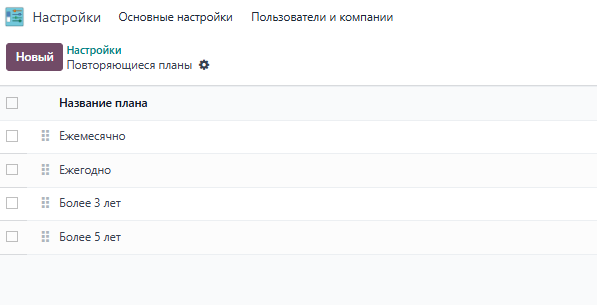 Настройки Основные настройки Пользователи и компании
Новый
Настройки
Повторяющиеся планы
Название плана
Ежемесячно
Ежегодно
Более 3 лет
Более 5 лет